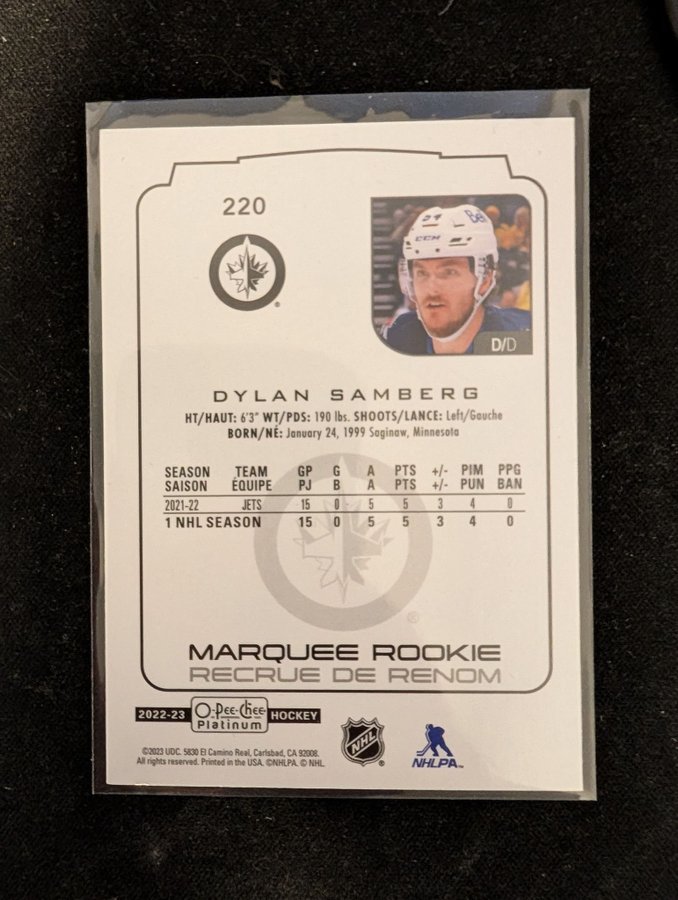 220
54
Bell
CCM
D/D
DYLAN SAMBERG
HT/HAUT: 6'3" WT/PDS: 190 lbs. SHOOTS/LANCE: Left/Gauche
BORN/NÉ: January 24, 1999 Saginaw, Minnesota
SEASON TEAM GP G A PTS +/- PIM PPG
SAISON ÉQUIPE PJ B A PTS +/- PUN BAN
2021-22 JETS 15 0 5 5 3 4 0
1 NHL SEASON 15 0 5 5 3 4 0
MARQUEE ROOKIE
RECRUE DE RENOM
2022-23 O-Pee-Chee Platinum HOCKEY
©2023 UDC. 5830 El Camino Real, Carlsbad, CA 92008.
All rights reserved. Printed in the USA. ©NHLPA. © NHL.
NHL
NHLPA